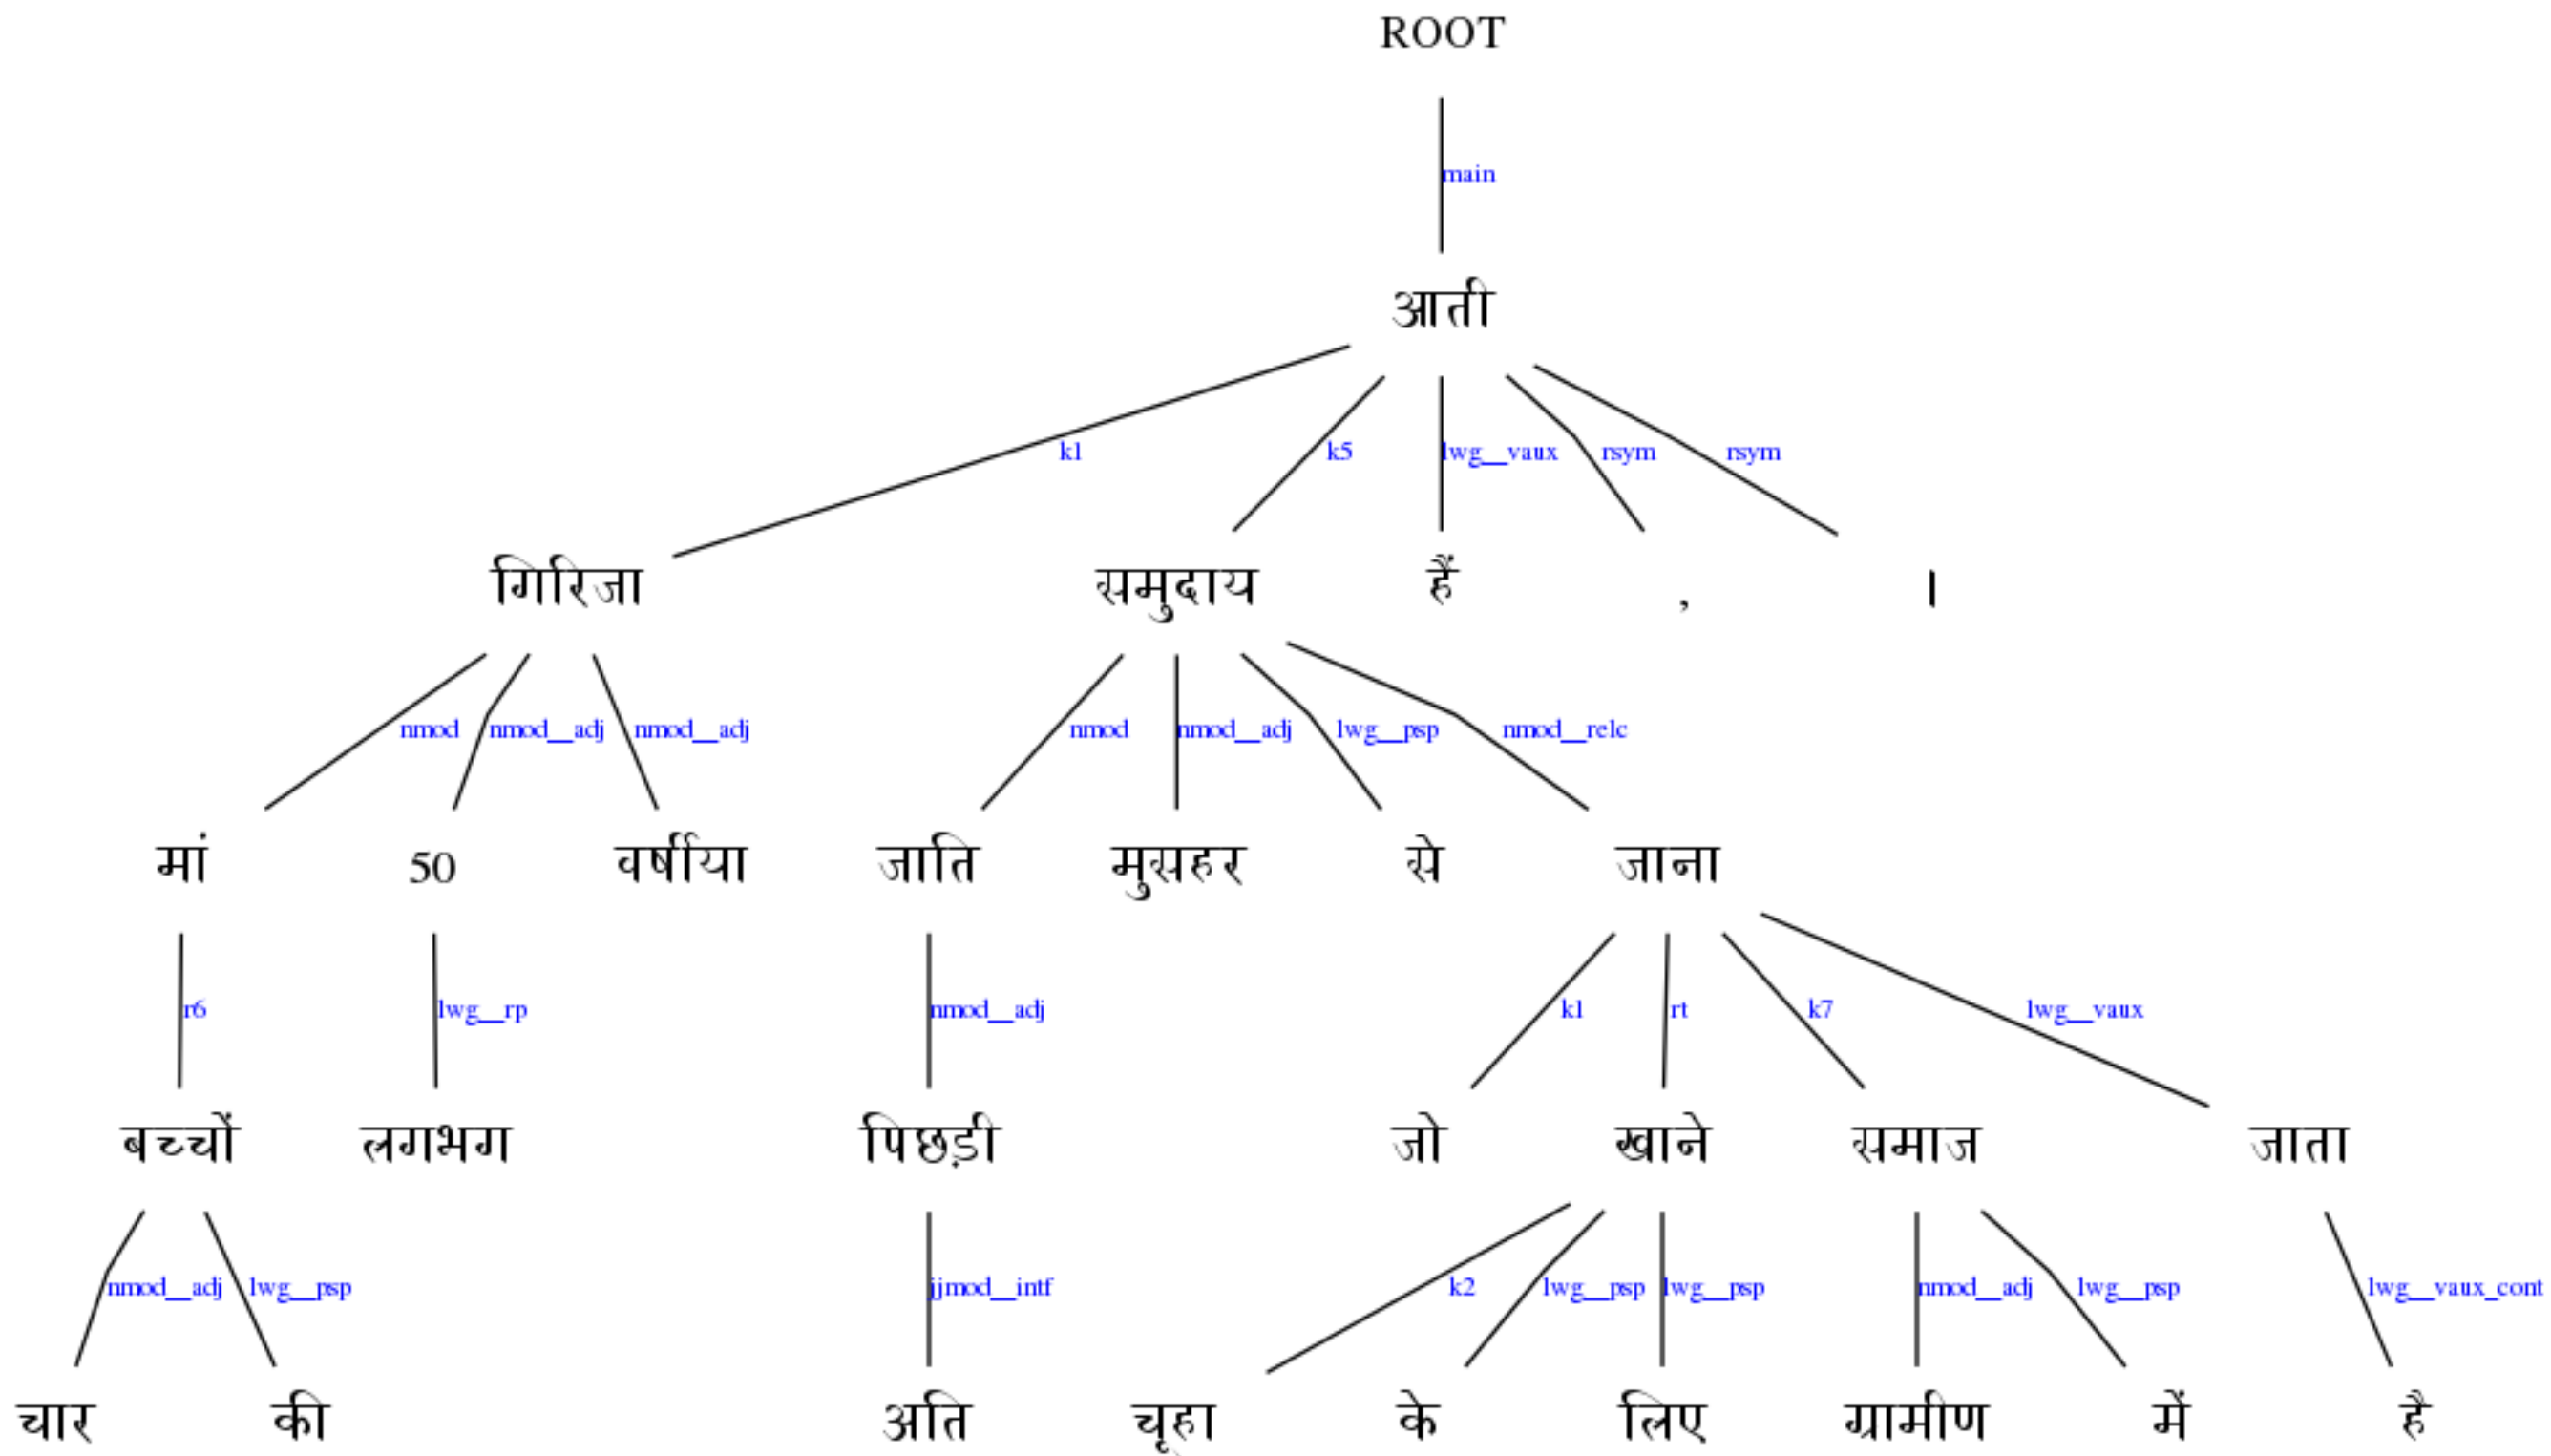 ROOT
main
आती
k1 k5 lwg__vaux rsym rsym
गिरिजा समुदाय हैं , ।
nmod nmod__adj nmod__adj nmod nmod__adj lwg__psp nmod__relc
मां 50 वर्षीया जाति मुसहर से जाना
r6 lwg__rp nmod__adj k1 rt k7 lwg__vaux
बच्चों लगभग पिछड़ी जो खाने समाज जाता
nmod__adj lwg__psp jjmod__intf k2 lwg__psp lwg__psp nmod__adj lwg__psp lwg__vaux_cont
चार की अति चूहा के लिए ग्रामीण में है